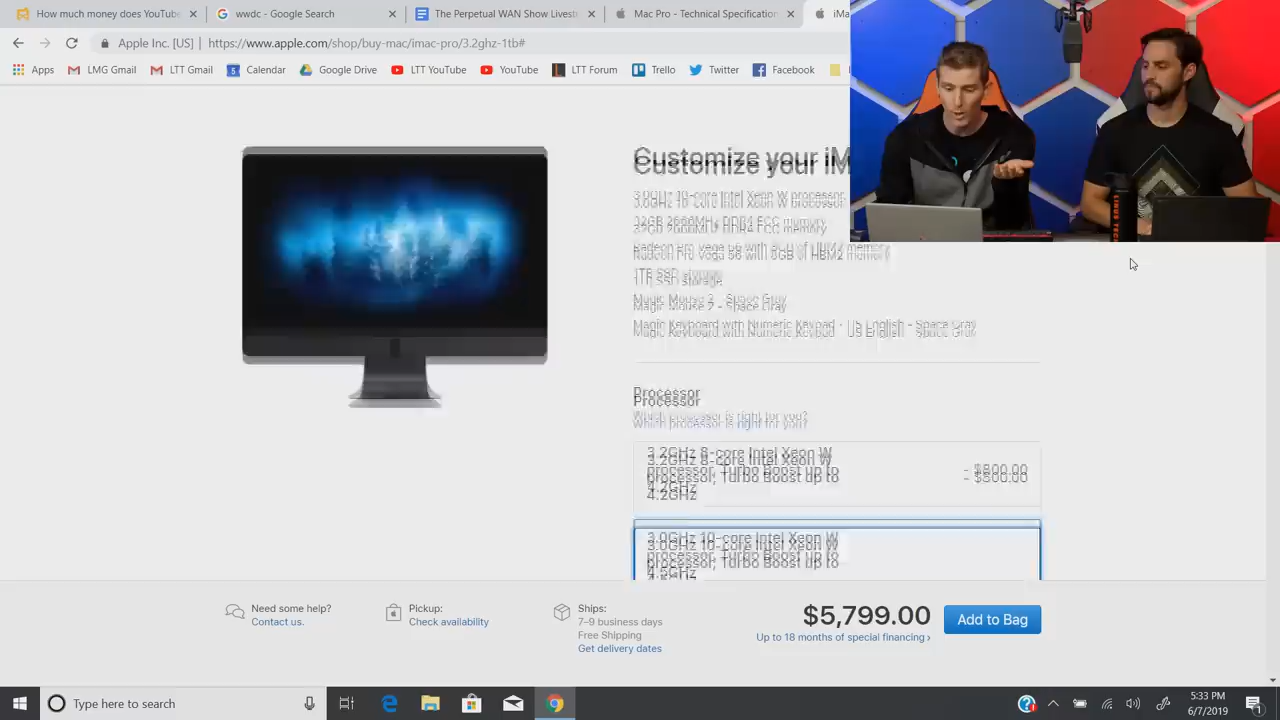 How much money does YouTube
wwdc - Google Search
The Perpetual WAN Show Livest
Mac Pro - Technical Specification
iMa
Apple Inc. [US] | https://www.apple.com/shop/buy-mac/imac-pro/3.2ghz-1tb#
Apps
LMG Gmail
LTT Gmail
Calendar
Google Drive
LTT YouTube
YouTube
LTT Forum
Trello
Twitter
Facebook
Customize your iM
3.0GHz 10-core Intel Xeon W processor
32GB 2666MHz DDR4 ECC memory
Radeon Pro Vega 56 with 8GB of HBM2 memory
1TB SSD storage
Magic Mouse 2 - Space Gray
Magic Keyboard with Numeric Keypad - US English - Space Gray
Processor
Which processor is right for you?
3.2GHz 8-core Intel Xeon W
processor, Turbo Boost up to
4.2GHz
- $800.00
3.0GHz 10-core Intel Xeon W
processor, Turbo Boost up to
4.5GHz
Need some help?
Contact us.
Pickup:
Check availability
Ships:
7–9 business days
Free Shipping
Get delivery dates
$5,799.00
Up to 18 months of special financing ›
Add to Bag
LINUS TECH
Type here to search
5:33 PM
6/7/2019
1